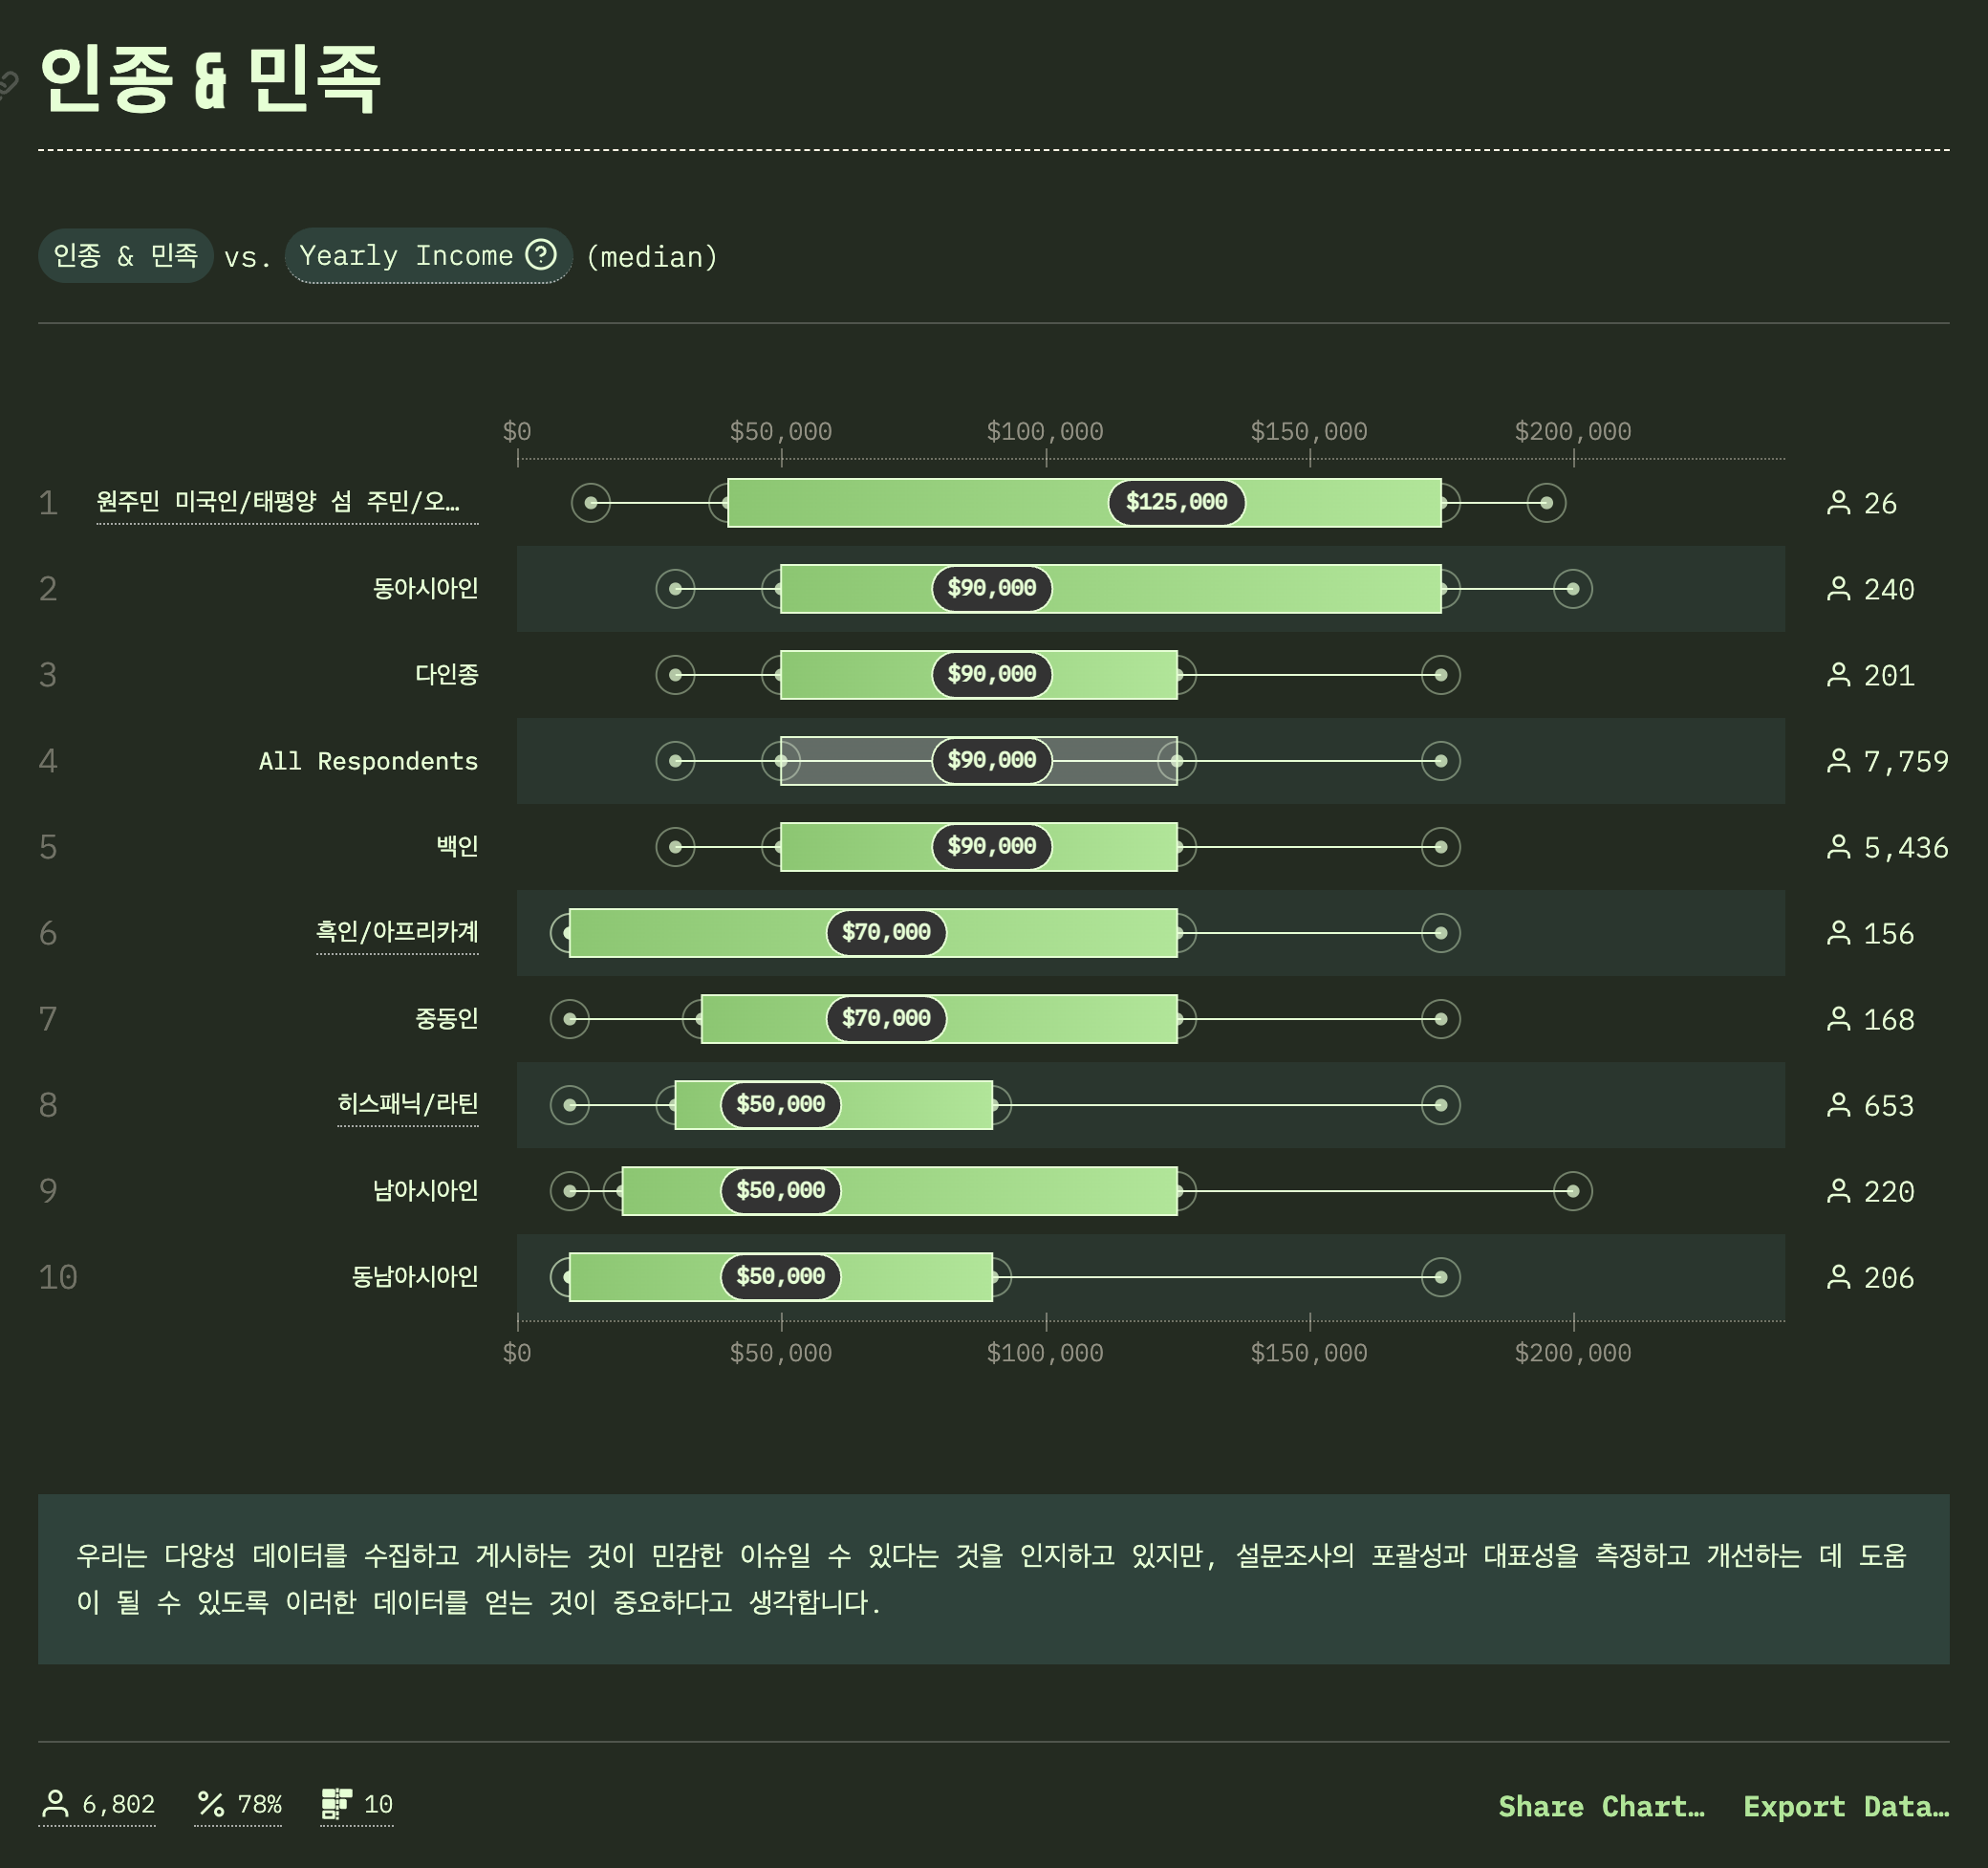 인종 & 민족
인종 & 민족 vs. Yearly Income (median)
$0 $50,000 $100,000 $150,000 $200,000
1 원주민 미국인/태평양 섬 주민/오… $125,000 26
2 동아시아인 $90,000 240
3 다인종 $90,000 201
4 All Respondents $90,000 7,759
5 백인 $90,000 5,436
6 흑인/아프리카계 $70,000 156
7 중동인 $70,000 168
8 히스패닉/라틴 $50,000 653
9 남아시아인 $50,000 220
10 동남아시아인 $50,000 206
$0 $50,000 $100,000 $150,000 $200,000
우리는 다양성 데이터를 수집하고 게시하는 것이 민감한 이슈일 수 있다는 것을 인지하고 있지만, 설문조사의 포괄성과 대표성을 측정하고 개선하는 데 도움
이 될 수 있도록 이러한 데이터를 얻는 것이 중요하다고 생각합니다.
6,802 78% 10 Share Chart… Export Data…